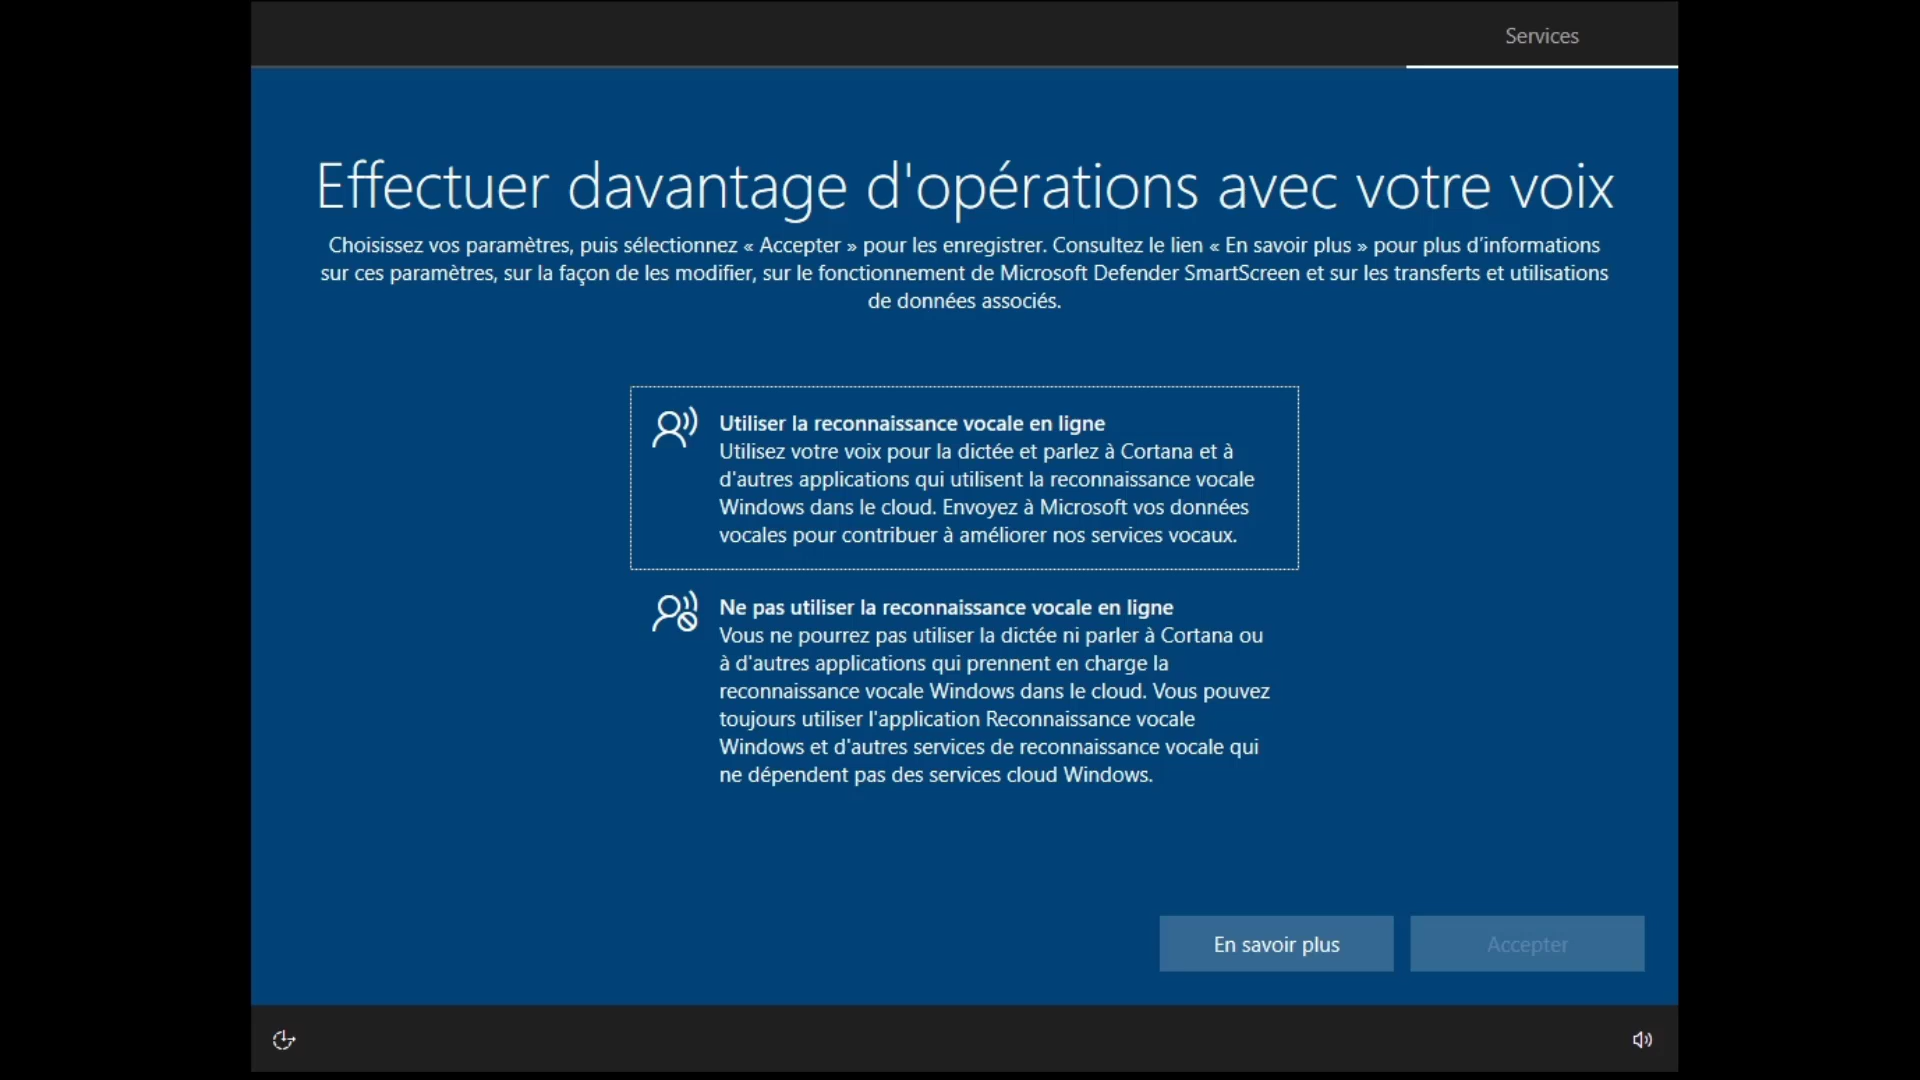 Services
Effectuer davantage d'opérations avec votre voix
Choisissez vos paramètres, puis sélectionnez « Accepter » pour les enregistrer. Consultez le lien « En savoir plus » pour plus d’informations
sur ces paramètres, sur la façon de les modifier, sur le fonctionnement de Microsoft Defender SmartScreen et sur les transferts et utilisations
de données associés.
Utiliser la reconnaissance vocale en ligne
Utilisez votre voix pour la dictée et parlez à Cortana et à
d'autres applications qui utilisent la reconnaissance vocale
Windows dans le cloud. Envoyez à Microsoft vos données
vocales pour contribuer à améliorer nos services vocaux.
Ne pas utiliser la reconnaissance vocale en ligne
Vous ne pourrez pas utiliser la dictée ni parler à Cortana ou
à d'autres applications qui prennent en charge la
reconnaissance vocale Windows dans le cloud. Vous pouvez
toujours utiliser l'application Reconnaissance vocale
Windows et d'autres services de reconnaissance vocale qui
ne dépendent pas des services cloud Windows.
En savoir plus
Accepter